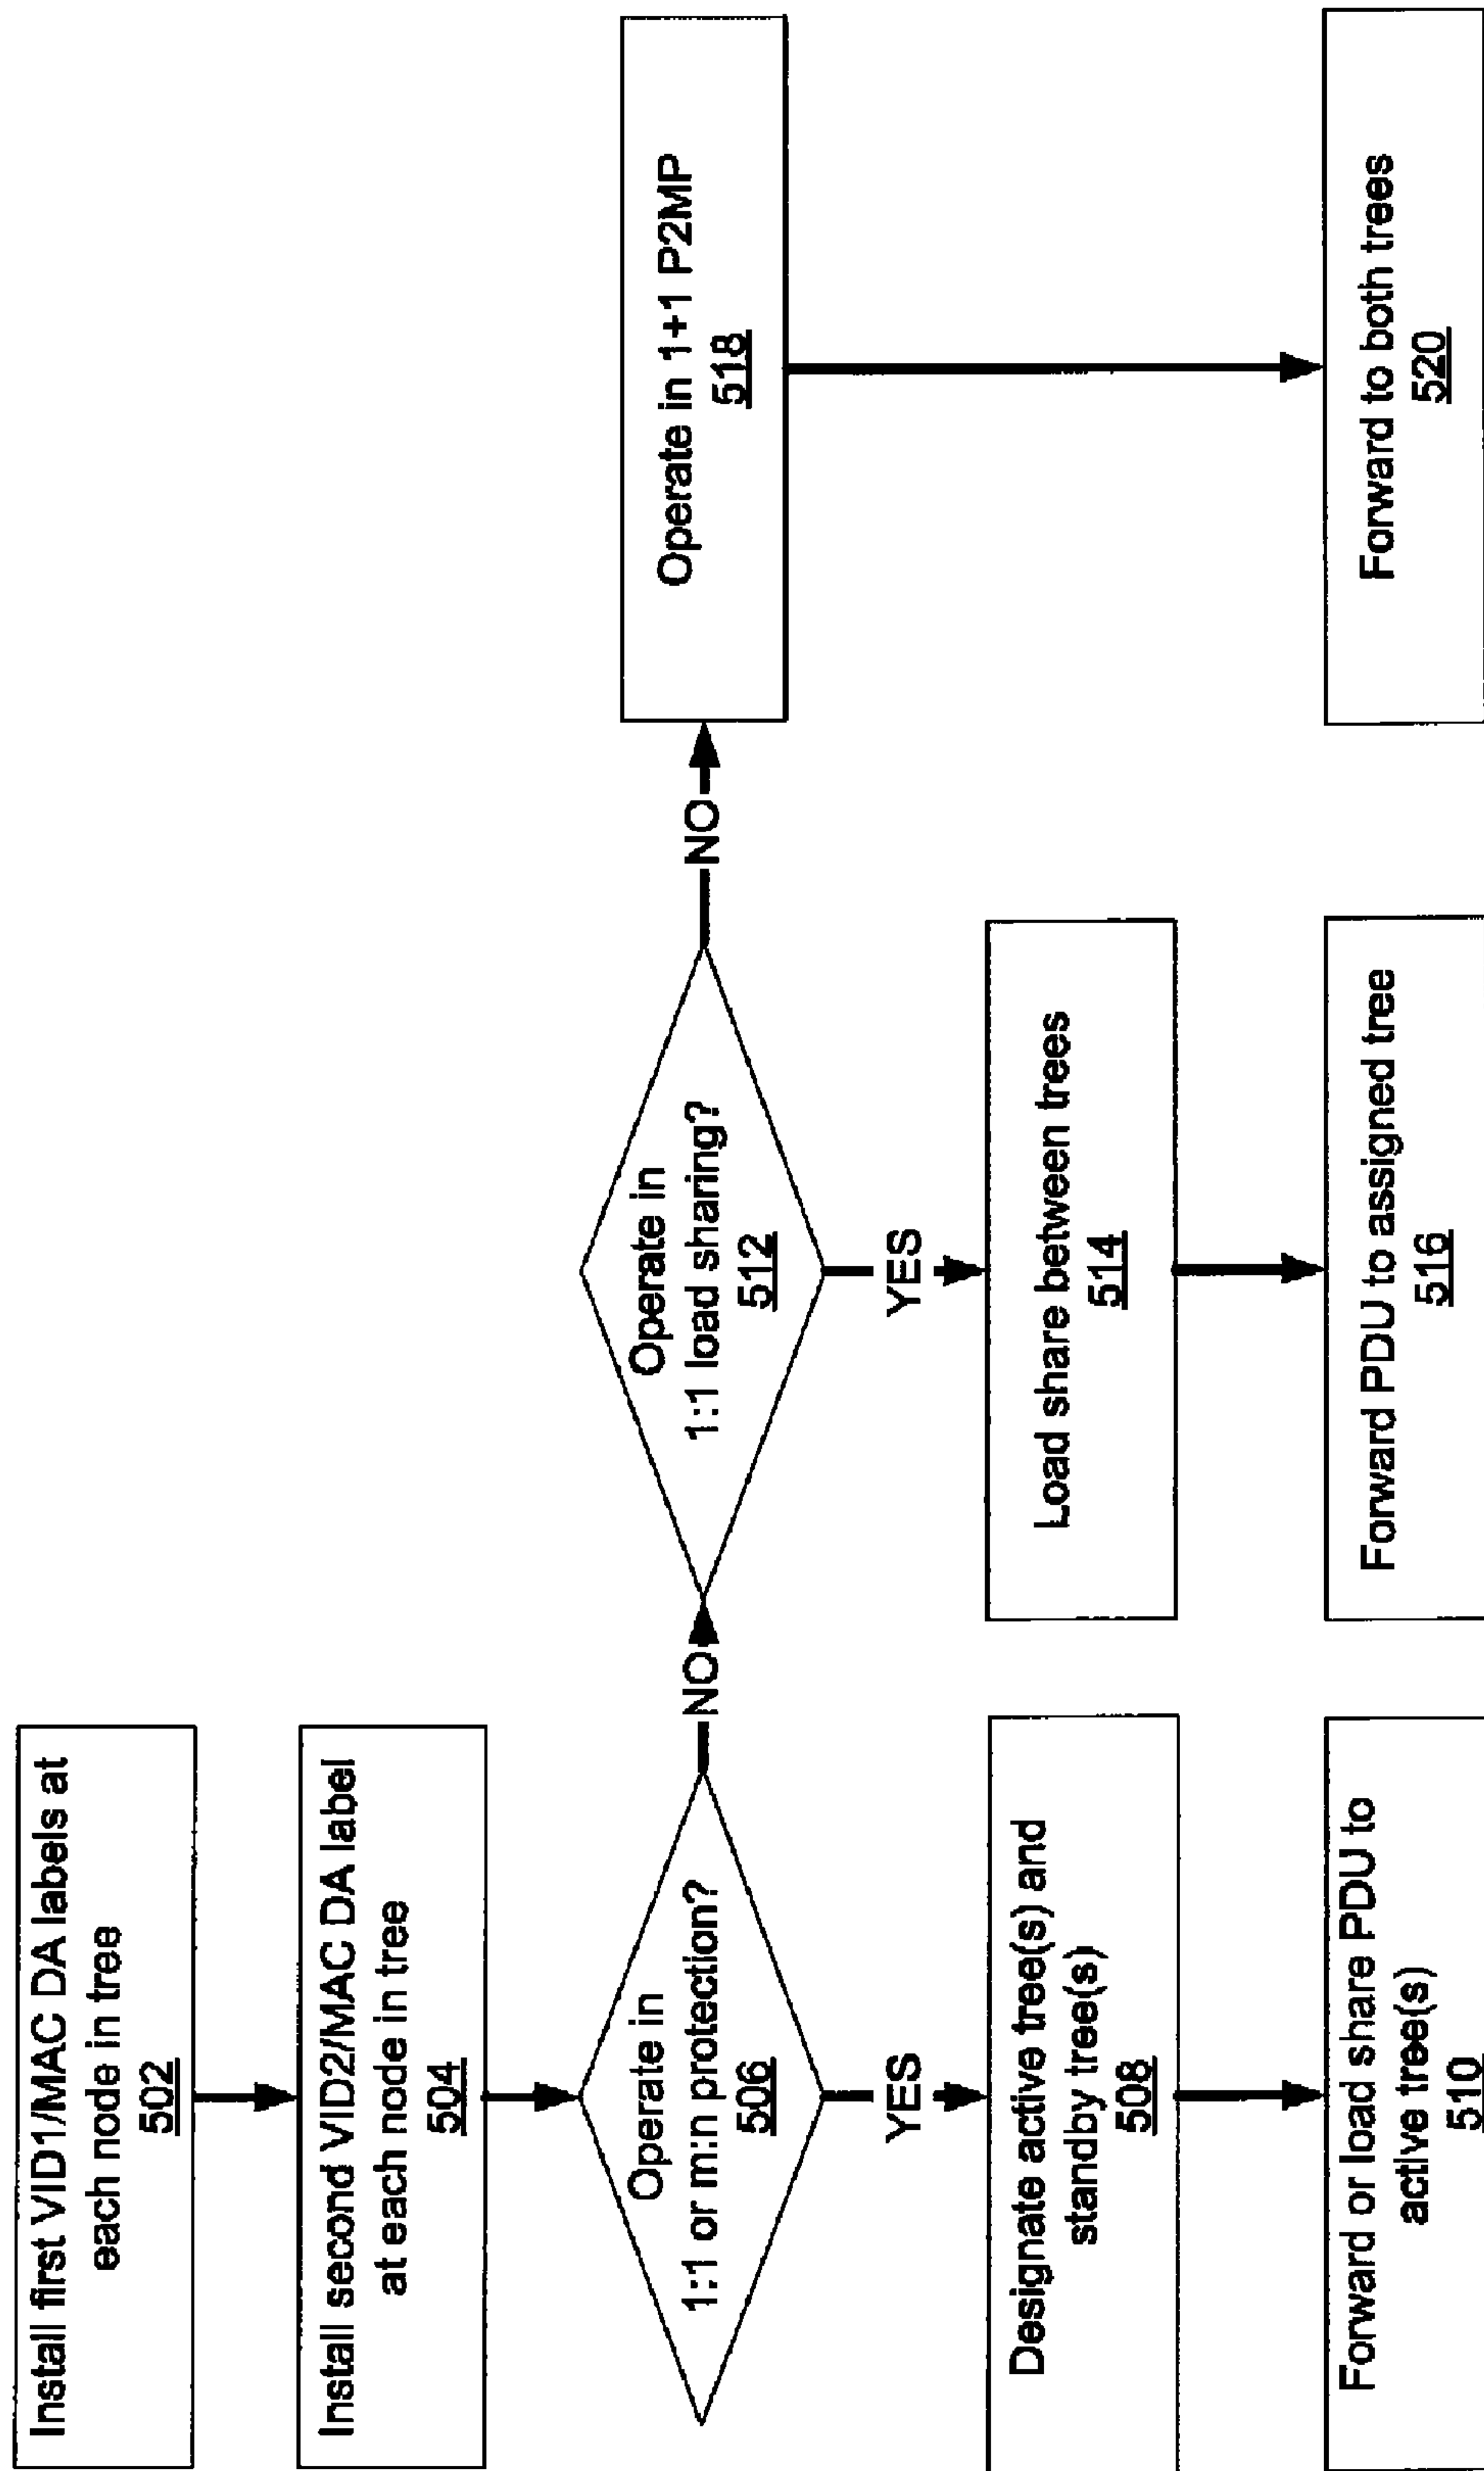 Install first VID1/MAC DA labels at
each node in tree
502
Install second VID2/MAC DA label
at each node in tree
504
Operate in
1:1 or m:n protection?
506
YES
NO
Designate active tree(s) and
standby tree(s)
508
Forward or load share PDU to
active tree(s)
510
Operate in
1:1 load sharing?
512
YES
NO
Load share between trees
514
Forward PDU to assigned tree
516
Operate in 1+1 P2MP
518
Forward to both trees
520